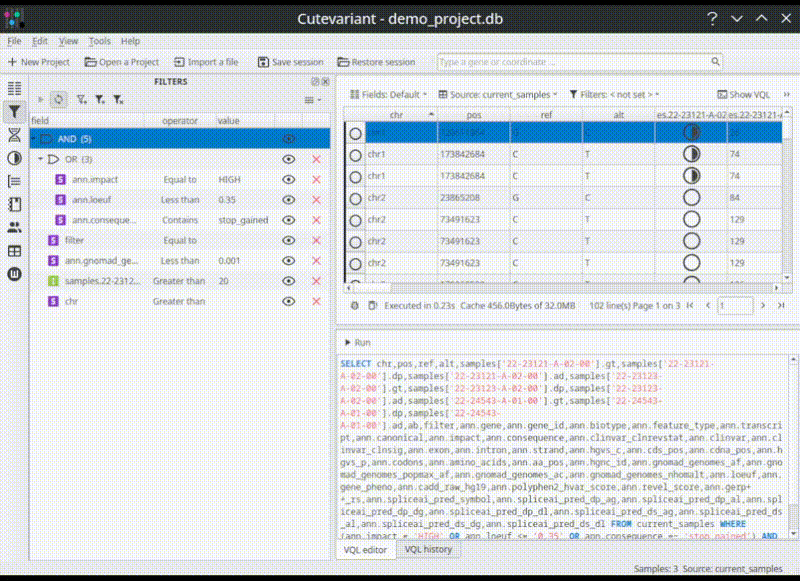 Cutevariant - demo_project.db
File Edit View Tools Help
New Project Open a Project Import a file Save session Restore session Type a gene or coordinate ...
FILTERS
field operator value
AND (5)
OR (3)
ann.impact Equal to HIGH
ann.loeuf Less than 0.35
ann.conseque... Contains stop_gained
filter Equal to
ann.gnomad_ge... Less than 0.001
samples.22-2312... Greater than 20
chr Greater than
Fields: Default Source: current_samples Filters: < not set > Show VQL »
chr pos ref alt es.22-23121-A-02 es.22-23121-A
chr1
chr1 173842684 C T 74
chr1 173842684 C T 74
chr2 23865208 G C 84
chr2 73491623 C T 129
chr2 73491623 C T 129
chr2 73491623 C T 129
Executed in 0.23s Cache 456.0Bytes of 32.0MB 102 line(s) Page 1 on 3 1
Run
SELECT chr,pos,ref,alt,samples['22-23121-A-02-00'].gt,samples['22-23121-
A-02-00'].dp,samples['22-23121-A-02-00'].ad,samples['22-23123-
A-02-00'].gt,samples['22-23123-A-02-00'].dp,samples['22-23123-
A-02-00'].ad,samples['22-24543-A-01-00'].gt,samples['22-24543-
A-01-00'].dp,samples['22-24543-
A-01-00'].ad,ab,filter,ann.gene,ann.gene_id,ann.biotype,ann.feature_type,ann.transcri
pt,ann.canonical,ann.impact,ann.consequence,ann.clinvar_clnrevstat,ann.clinvar,ann.cl
invar_clnsig,ann.exon,ann.intron,ann.strand,ann.hgvs_c,ann.cds_pos,ann.cdna_pos,ann.h
gvs_p,ann.codons,ann.amino_acids,ann.aa_pos,ann.hgnc_id,ann.gnomad_genomes_af,ann.gno
mad_genomes_popmax_af,ann.gnomad_genomes_ac,ann.gnomad_genomes_nhomalt,ann.loeuf,ann.
gene_pheno,ann.cadd_raw_hg19,ann.polyphen2_hvar_score,ann.revel_score,ann.gerp+
+_rs,ann.spliceai_pred_symbol,ann.spliceai_pred_dp_ag,ann.spliceai_pred_dp_al,ann.spl
iceai_pred_dp_dg,ann.spliceai_pred_dp_dl,ann.spliceai_pred_ds_ag,ann.spliceai_pred_ds
_al,ann.spliceai_pred_ds_dg,ann.spliceai_pred_ds_dl FROM current_samples WHERE
(ann.impact = 'HIGH' OR ann.loeuf <= '0.35' OR ann.consequence =~ 'stop_gained') AND
VQL editor VQL history
Samples: 3 Source: current_samples